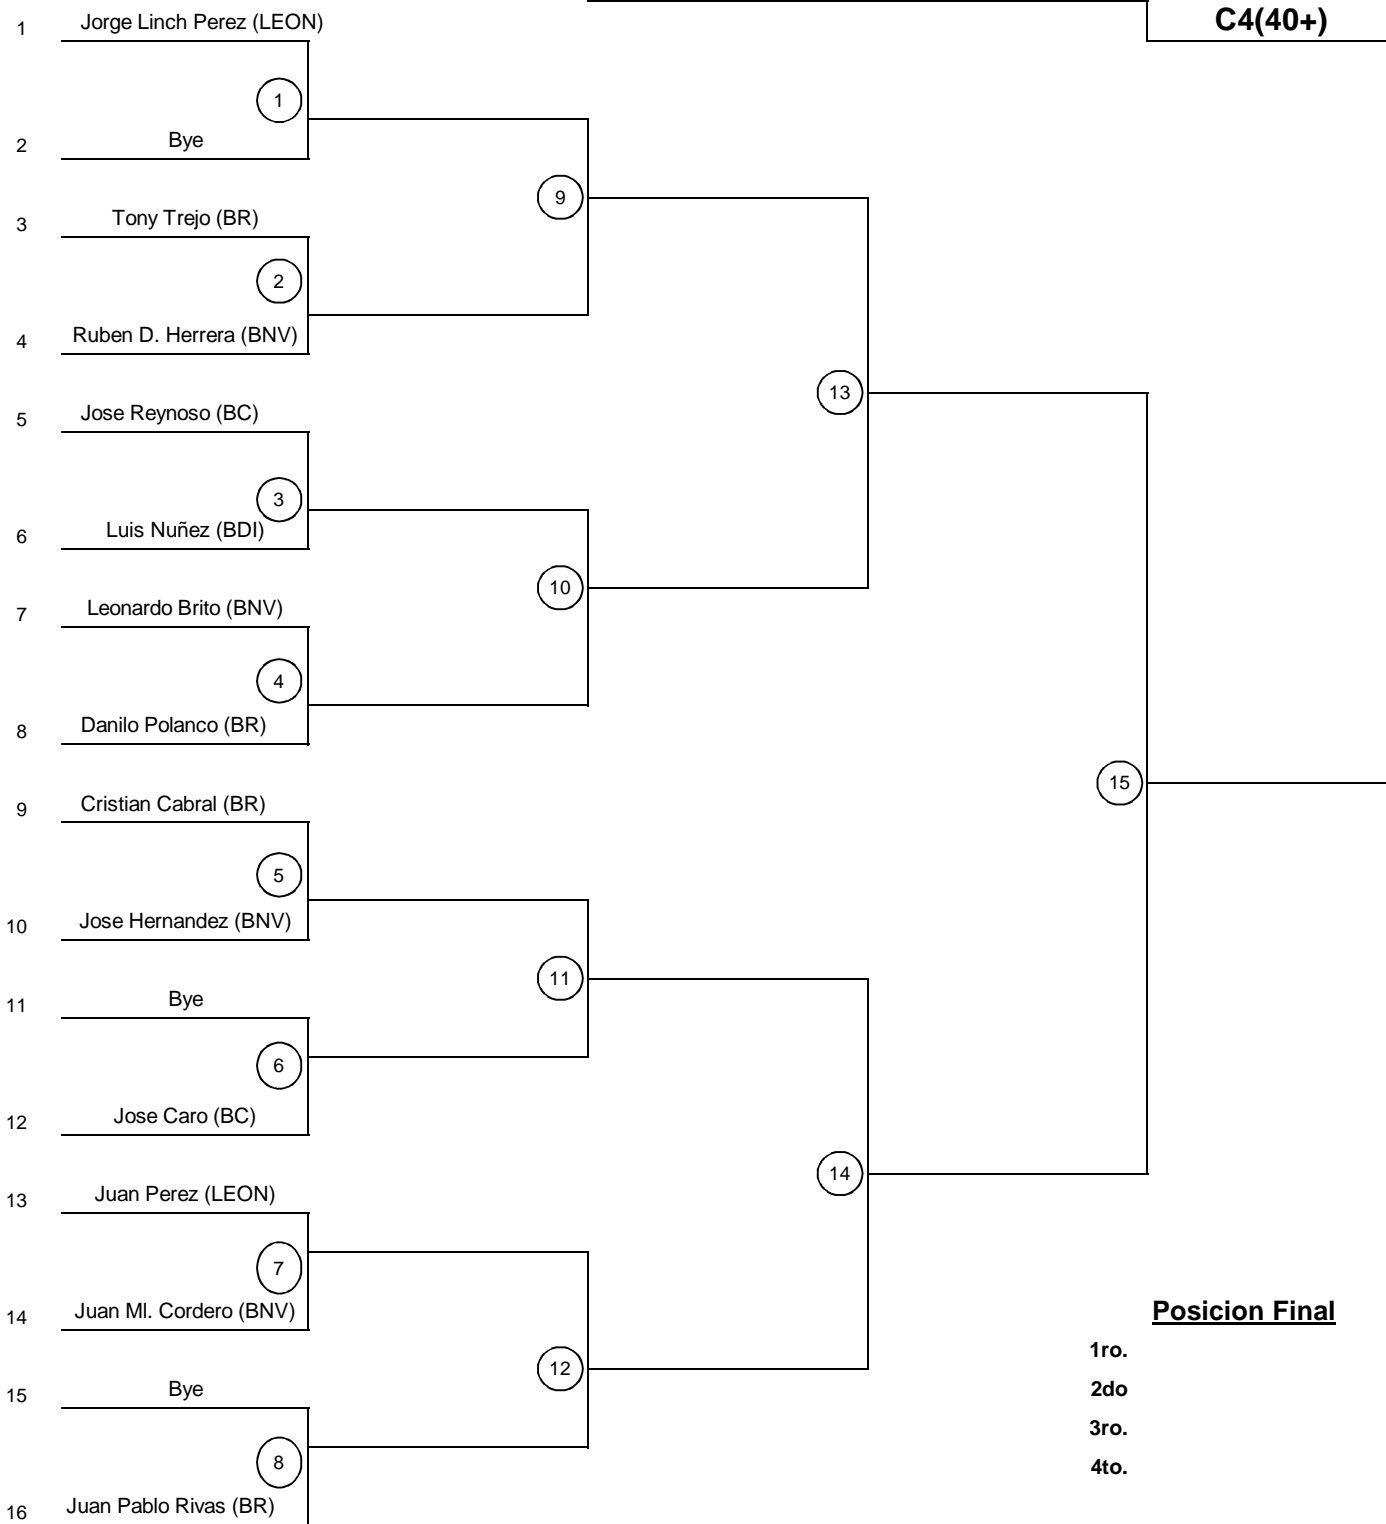 C4(40+)
1 Jorge Linch Perez (LEON)
1
2 Bye
9
3 Tony Trejo (BR)
2
4 Ruben D. Herrera (BNV)
13
5 Jose Reynoso (BC)
3
6 Luis Nuñez (BDI)
10
7 Leonardo Brito (BNV)
4
8 Danilo Polanco (BR)
15
9 Cristian Cabral (BR)
5
10 Jose Hernandez (BNV)
11
11 Bye
6
12 Jose Caro (BC)
14
13 Juan Perez (LEON)
7
14 Juan Ml. Cordero (BNV)
Posicion Final
1ro.
12
2do
15 Bye
3ro.
8
4to.
16 Juan Pablo Rivas (BR)